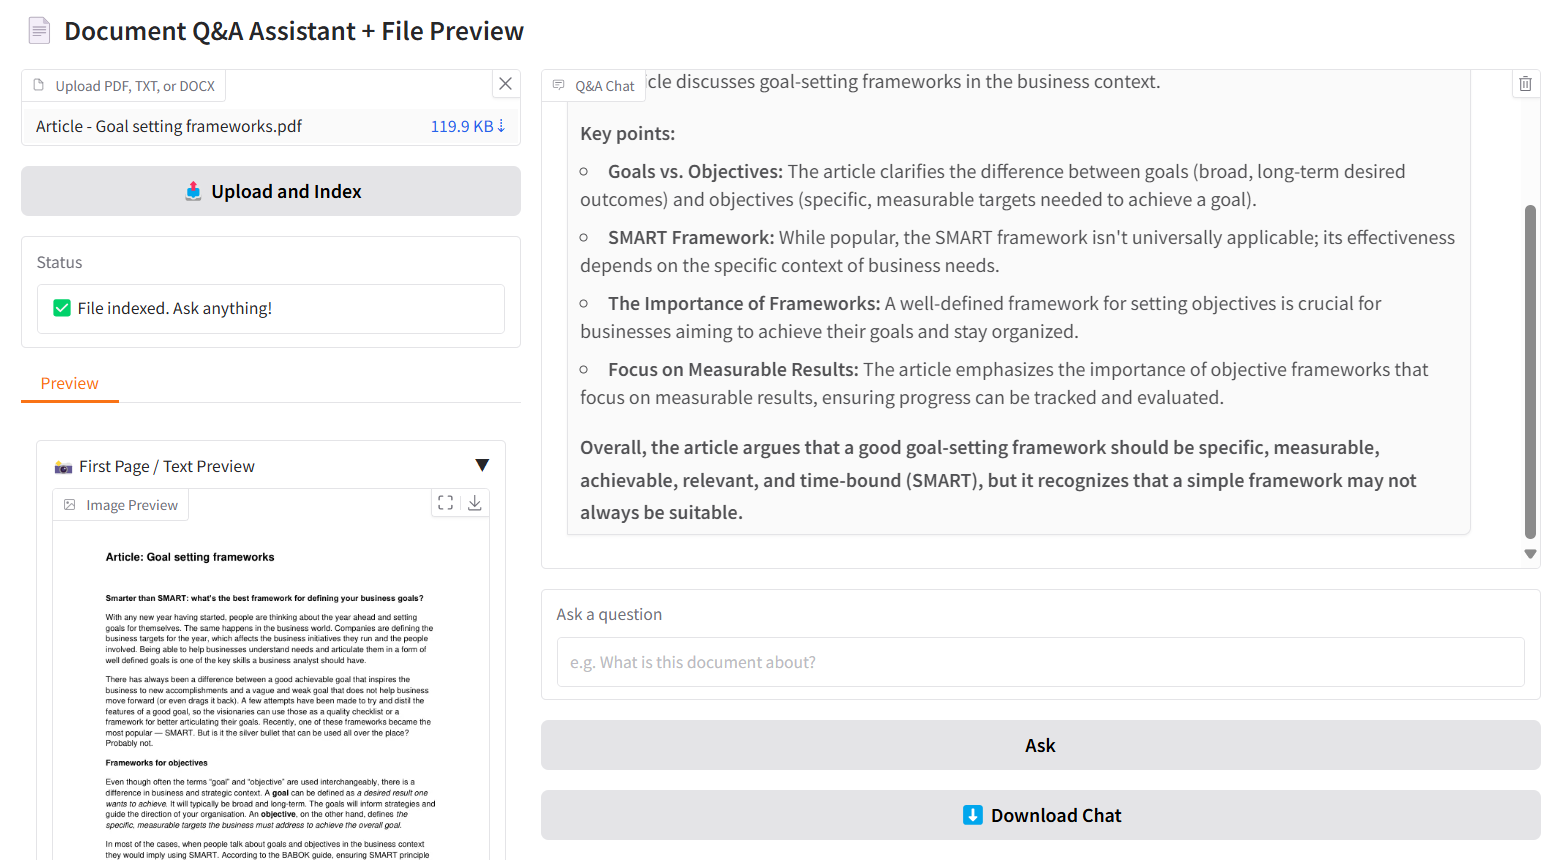 Document Q&A Assistant + File Preview
Upload PDF, TXT, or DOCX
Article - Goal setting frameworks.pdf
119.9 KB ⇣
Upload and Index
Status
File indexed. Ask anything!
Preview
First Page / Text Preview
Image Preview
Article: Goal setting frameworks
Smarter than SMART: what's the best framework for defining your business goals?
With any new year having started, people are thinking about the year ahead and setting
goals for themselves. The same happens in the business world. Companies are defining the
business targets for the year, which affects the business initiatives they run and the people
involved. Being able to help businesses understand needs and articulate them in a form of
well defined goals is one of the key skills a business analyst should have.
There has always been a difference between a good achievable goal that inspires the
business to new accomplishments and a vague and weak goal that does not help business
move forward (or even drags it back). A few attempts have been made to try and distil the
features of a good goal, so the visionaries can use those as a quality checklist or a
framework for better articulating their goals. Recently, one of these frameworks became the
most popular — SMART. But is it the silver bullet that can be used all over the place?
Probably not.
Frameworks for objectives
Even though often the terms “goal” and “objective” are used interchangeably, there is a
difference in business and strategic context. A goal can be defined as a desired result one
wants to achieve. It will typically be broad and long-term. The goals will inform strategies and
guide the direction of your organisation. An objective, on the other hand, defines the
specific, measurable targets the business must address to achieve the overall goal.
In most of the cases, when people talk about goals and objectives in the business context
they would imply using SMART. According to the BABOK guide, ensuring SMART principle
Q&A Chat
cle discusses goal-setting frameworks in the business context.
Key points:
Goals vs. Objectives: The article clarifies the difference between goals (broad, long-term desired
outcomes) and objectives (specific, measurable targets needed to achieve a goal).
SMART Framework: While popular, the SMART framework isn't universally applicable; its effectiveness
depends on the specific context of business needs.
The Importance of Frameworks: A well-defined framework for setting objectives is crucial for
businesses aiming to achieve their goals and stay organized.
Focus on Measurable Results: The article emphasizes the importance of objective frameworks that
focus on measurable results, ensuring progress can be tracked and evaluated.
Overall, the article argues that a good goal-setting framework should be specific, measurable,
achievable, relevant, and time-bound (SMART), but it recognizes that a simple framework may not
always be suitable.
Ask a question
e.g. What is this document about?
Ask
Download Chat